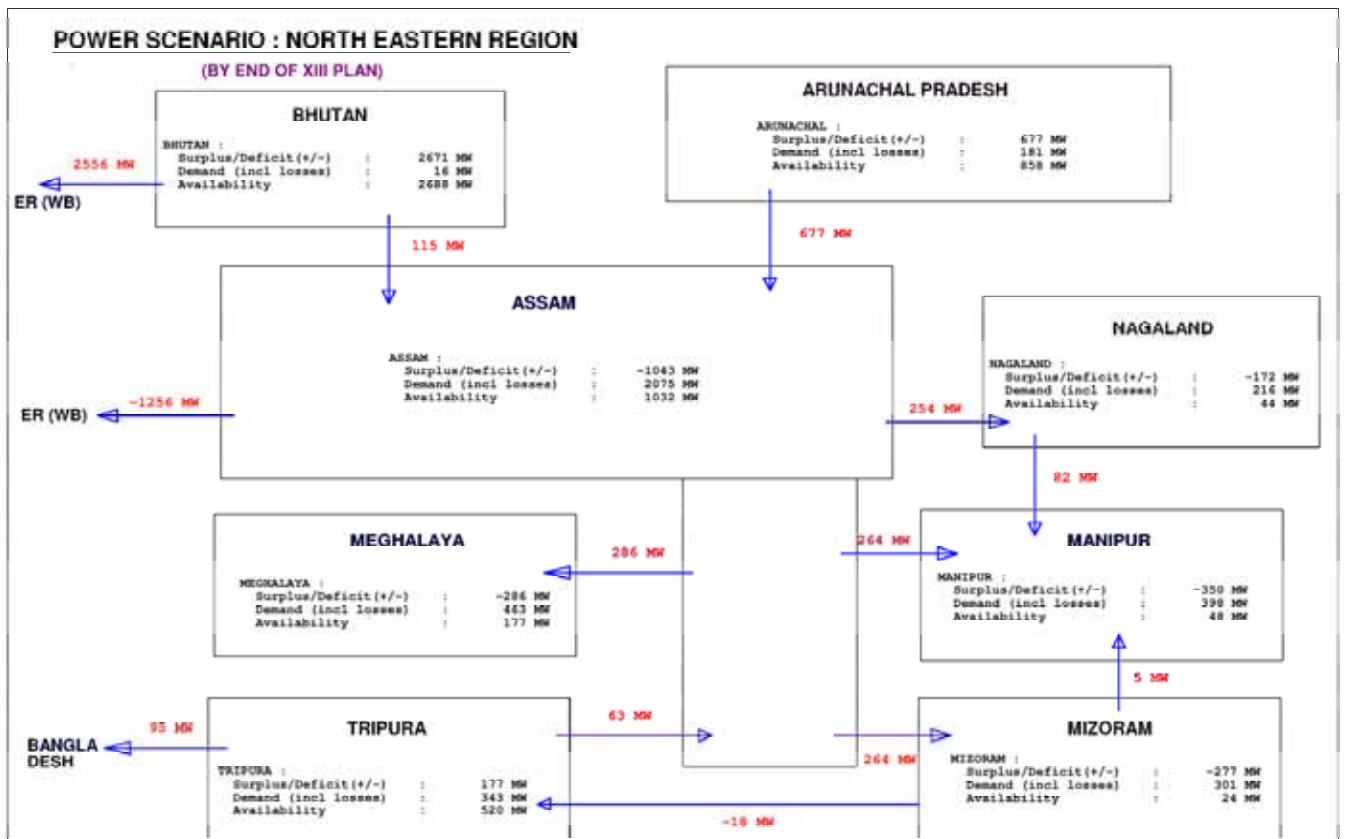 POWER SCENARIO : NORTH EASTERN REGION
(BY END OF XIII PLAN)
BHUTAN
BHUTAN :
Surplus/Deficit(+/-) : 2671 MW
Demand (incl losses) : 16 MW
Availability : 2688 MW
2556 MW
ER (WB)
115 MW
ARUNACHAL PRADESH
ARUNACHAL :
Surplus/Deficit(+/-) : 677 MW
Demand (incl losses) : 181 MW
Availability : 858 MW
677 MW
ASSAM
ASSAM :
Surplus/Deficit(+/-) : -1043 MW
Demand (incl losses) : 2075 MW
Availability : 1032 MW
-1256 MW
ER (WB)
254 MW
NAGALAND
NAGALAND :
Surplus/Deficit(+/-) : -172 MW
Demand (incl losses) : 216 MW
Availability : 44 MW
82 MW
MEGHALAYA
MEGHALAYA :
Surplus/Deficit(+/-) : -286 MW
Demand (incl losses) : 463 MW
Availability : 177 MW
286 MW
264 MW
MANIPUR
MANIPUR :
Surplus/Deficit(+/-) : -350 MW
Demand (incl losses) : 398 MW
Availability : 48 MW
5 MW
95 MW
BANGLA
DESH
TRIPURA
TRIPURA :
Surplus/Deficit(+/-) : 177 MW
Demand (incl losses) : 343 MW
Availability : 520 MW
63 MW
264 MW
-18 MW
MIZORAM
MIZORAM :
Surplus/Deficit(+/-) : -277 MW
Demand (incl losses) : 301 MW
Availability : 24 MW